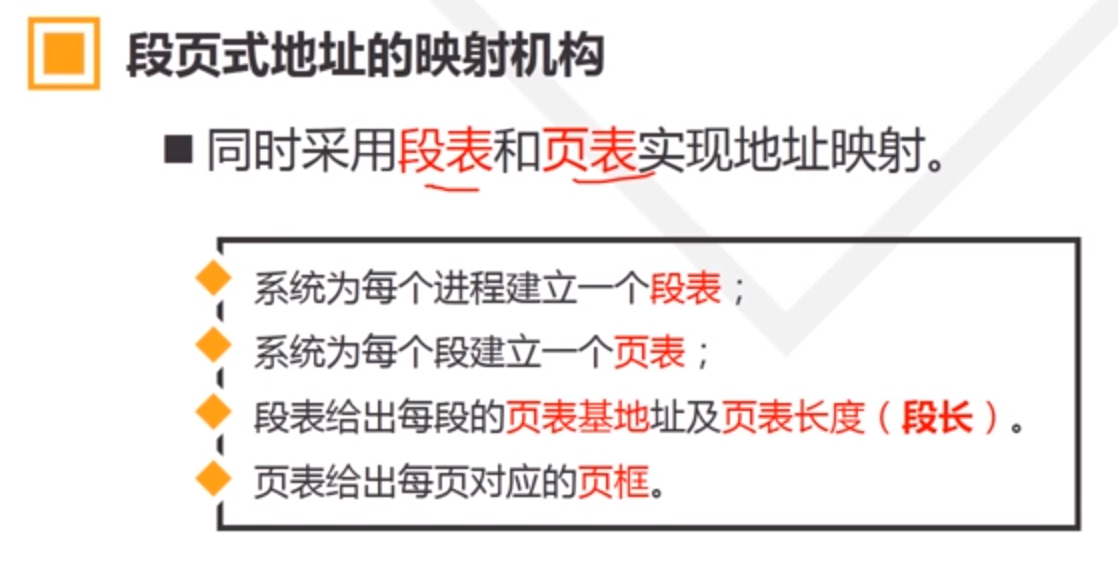 段页式地址的映射机构
同时采用段表和页表实现地址映射。
系统为每个进程建立一个段表；
系统为每个段建立一个页表；
段表给出每段的页表基地址及页表长度（段长）。
页表给出每页对应的页框。